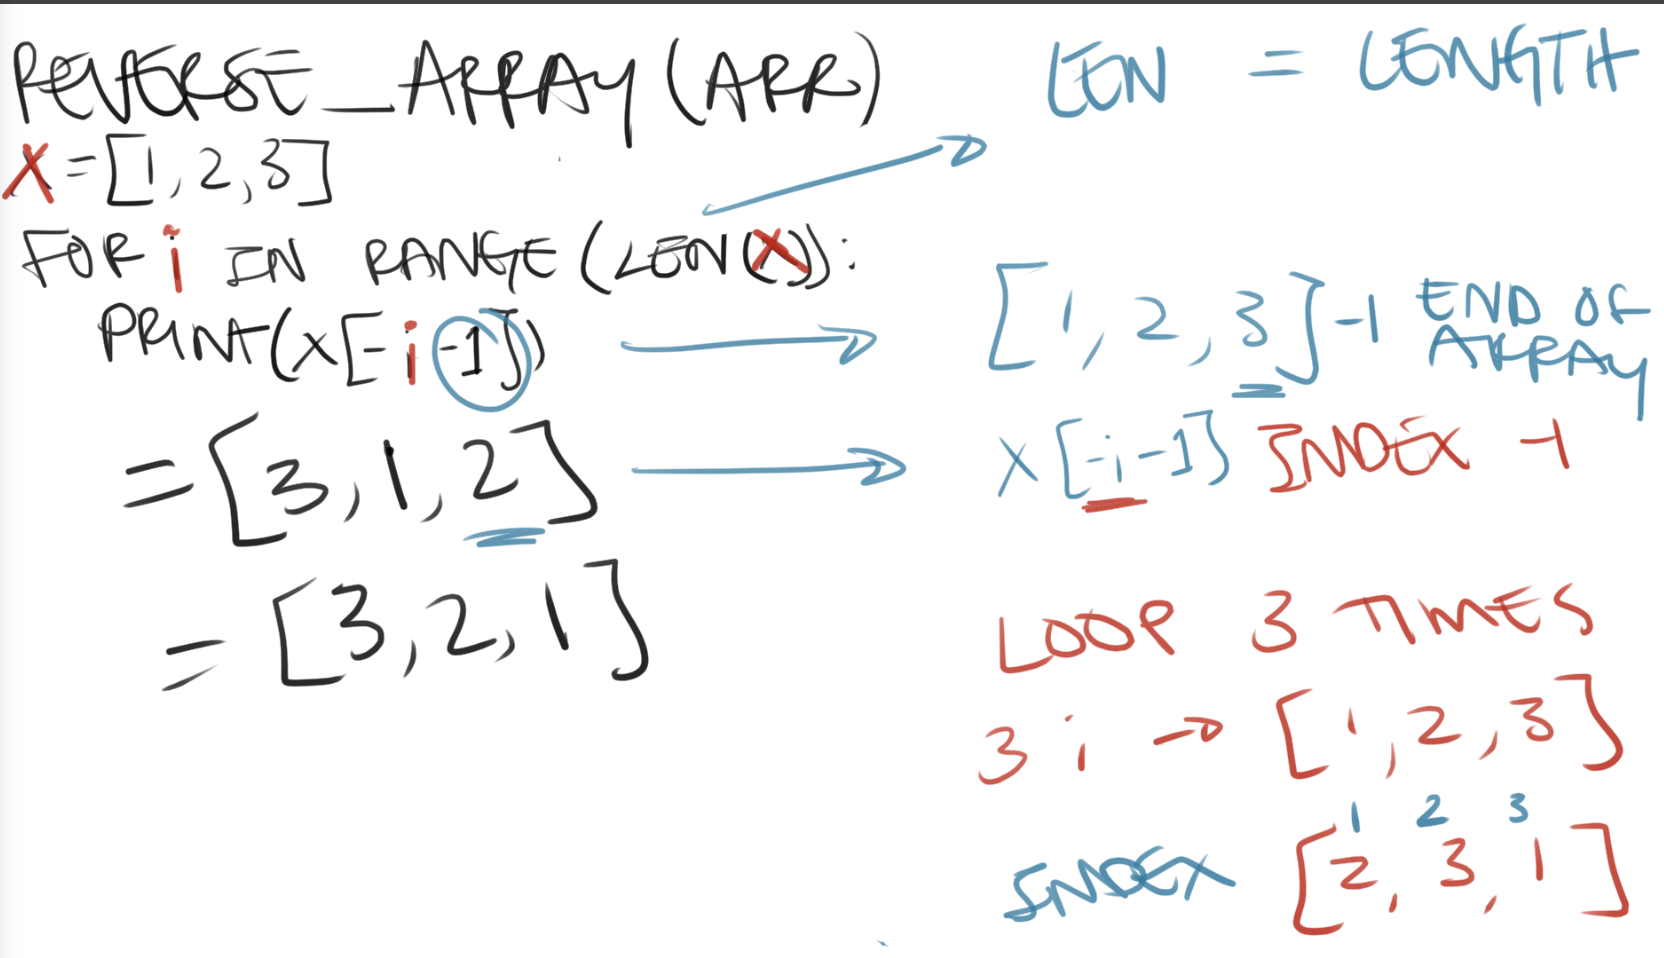 REVERSE_ARRAY(ARR)
X=[1,2,3]
FOR i IN RANGE(LEN(X)):
PRINT(X[-i-1])
=[3,1,2]
=[3,2,1]
LEN = LENGTH
[1,2,3]-1 END OF
ARRAY
X[-i-1] INDEX -1
LOOP 3 TIMES
3 i → [1,2,3]
1 2 3
INDEX [2,3,1]